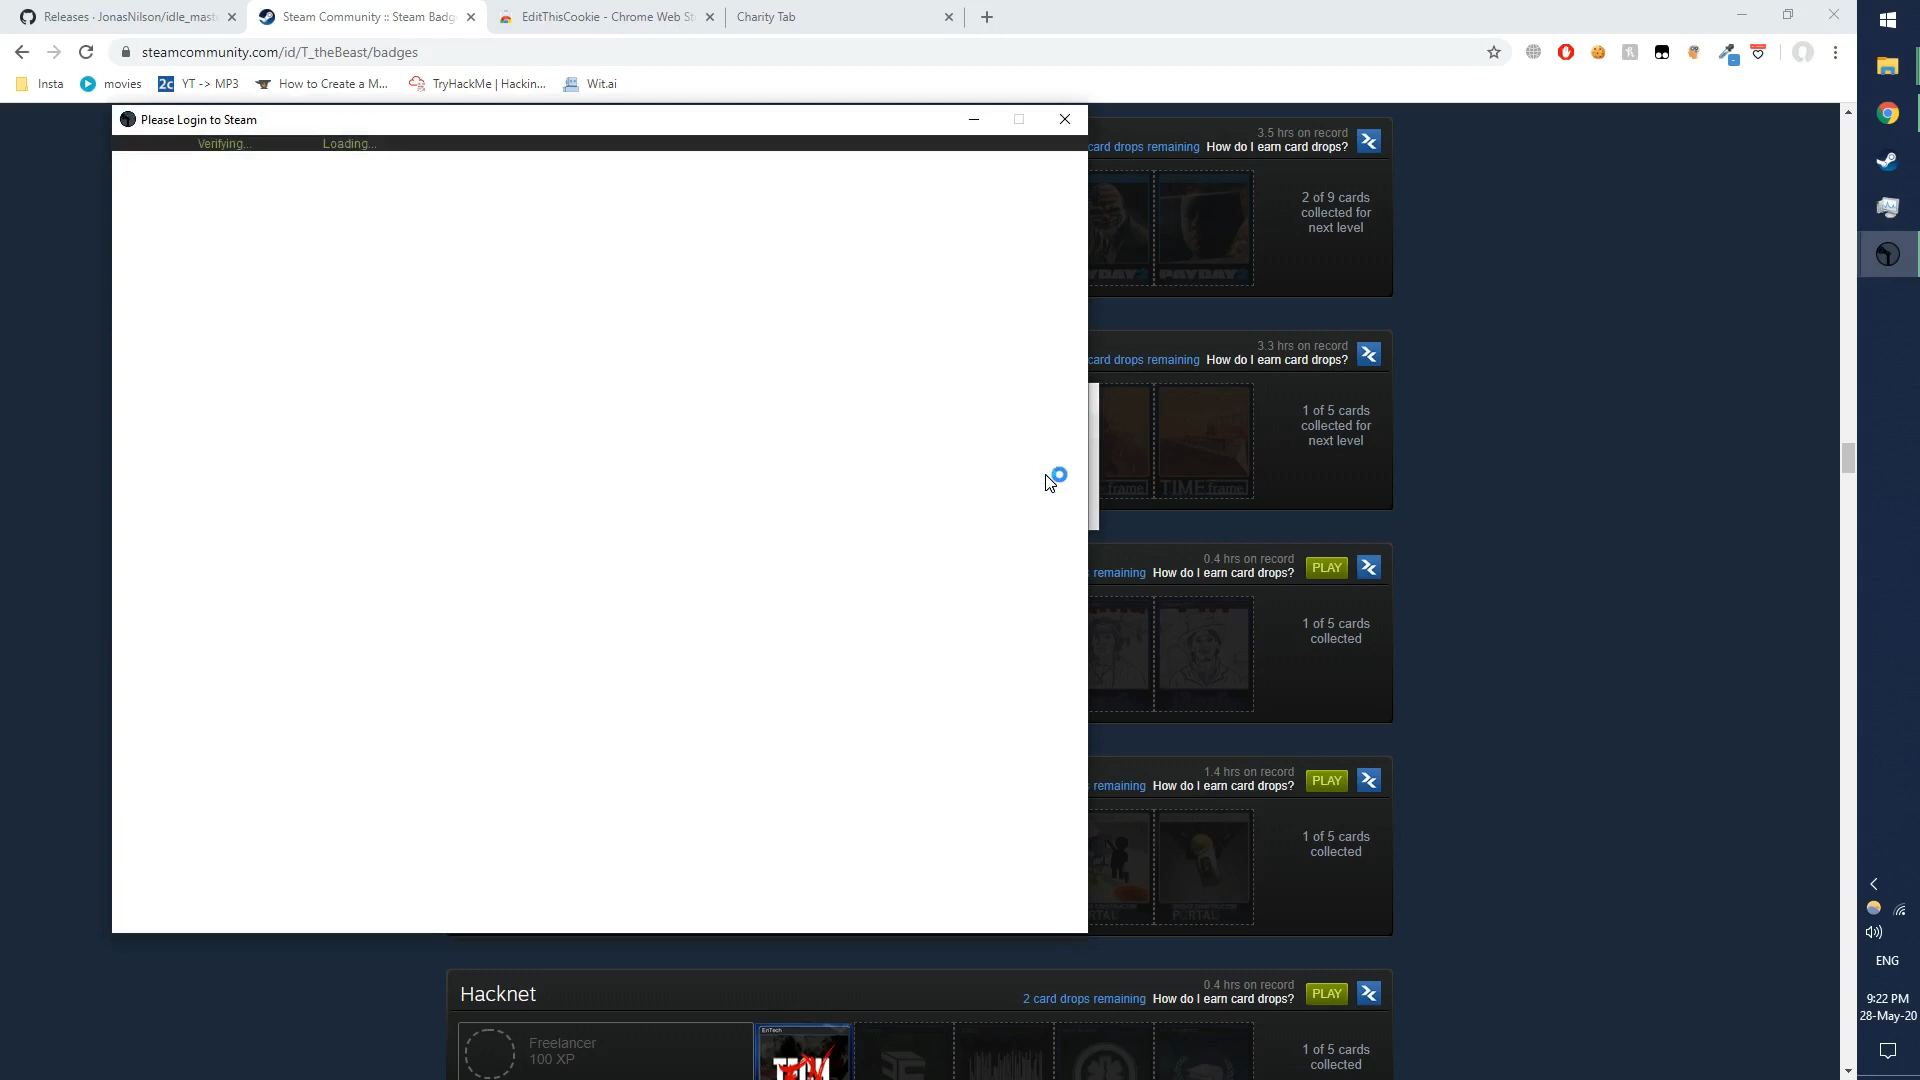 Releases · JonasNilson/idle_mast
Steam Community :: Steam Badg
EditThisCookie - Chrome Web St
Charity Tab
steamcommunity.com/id/T_theBeast/badges
Insta
movies
YT -> MP3
How to Create a M...
TryHackMe | Hackin...
Wit.ai
Please Login to Steam
Verifying...
Loading...
3.5 hrs on record
card drops remaining How do I earn card drops?
2 of 9 cards
collected for
next level
PAYDAY2
3.3 hrs on record
card drops remaining How do I earn card drops?
1 of 5 cards
collected for
next level
frame
TIMEframe
0.4 hrs on record
remaining How do I earn card drops?
PLAY
1 of 5 cards
collected
1.4 hrs on record
remaining How do I earn card drops?
PLAY
1 of 5 cards
collected
PORTAL
Hacknet
0.4 hrs on record
2 card drops remaining How do I earn card drops?
PLAY
Freelancer
100 XP
EnTech
1 of 5 cards
collected
ENG
9:22 PM
28-May-20